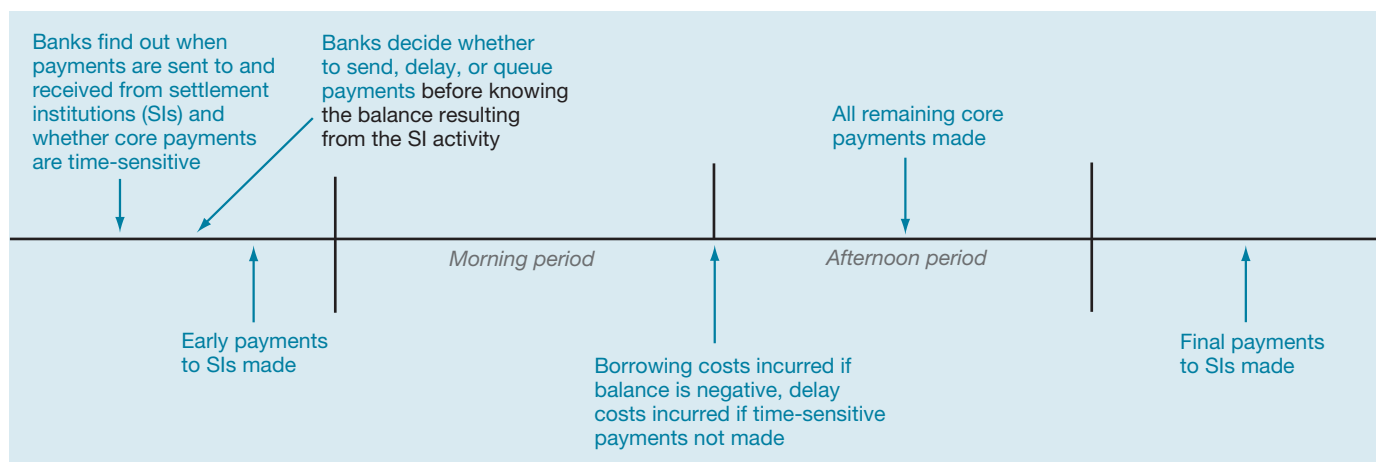 Banks find out when
payments are sent to and
received from settlement
institutions (SIs) and
whether core payments
are time-sensitive
Banks decide whether
to send, delay, or queue
payments before knowing
the balance resulting
from the SI activity
All remaining core
payments made
Morning period
Afternoon period
Early payments
to SIs made
Borrowing costs incurred if
balance is negative, delay
costs incurred if time-sensitive
payments not made
Final payments
to SIs made